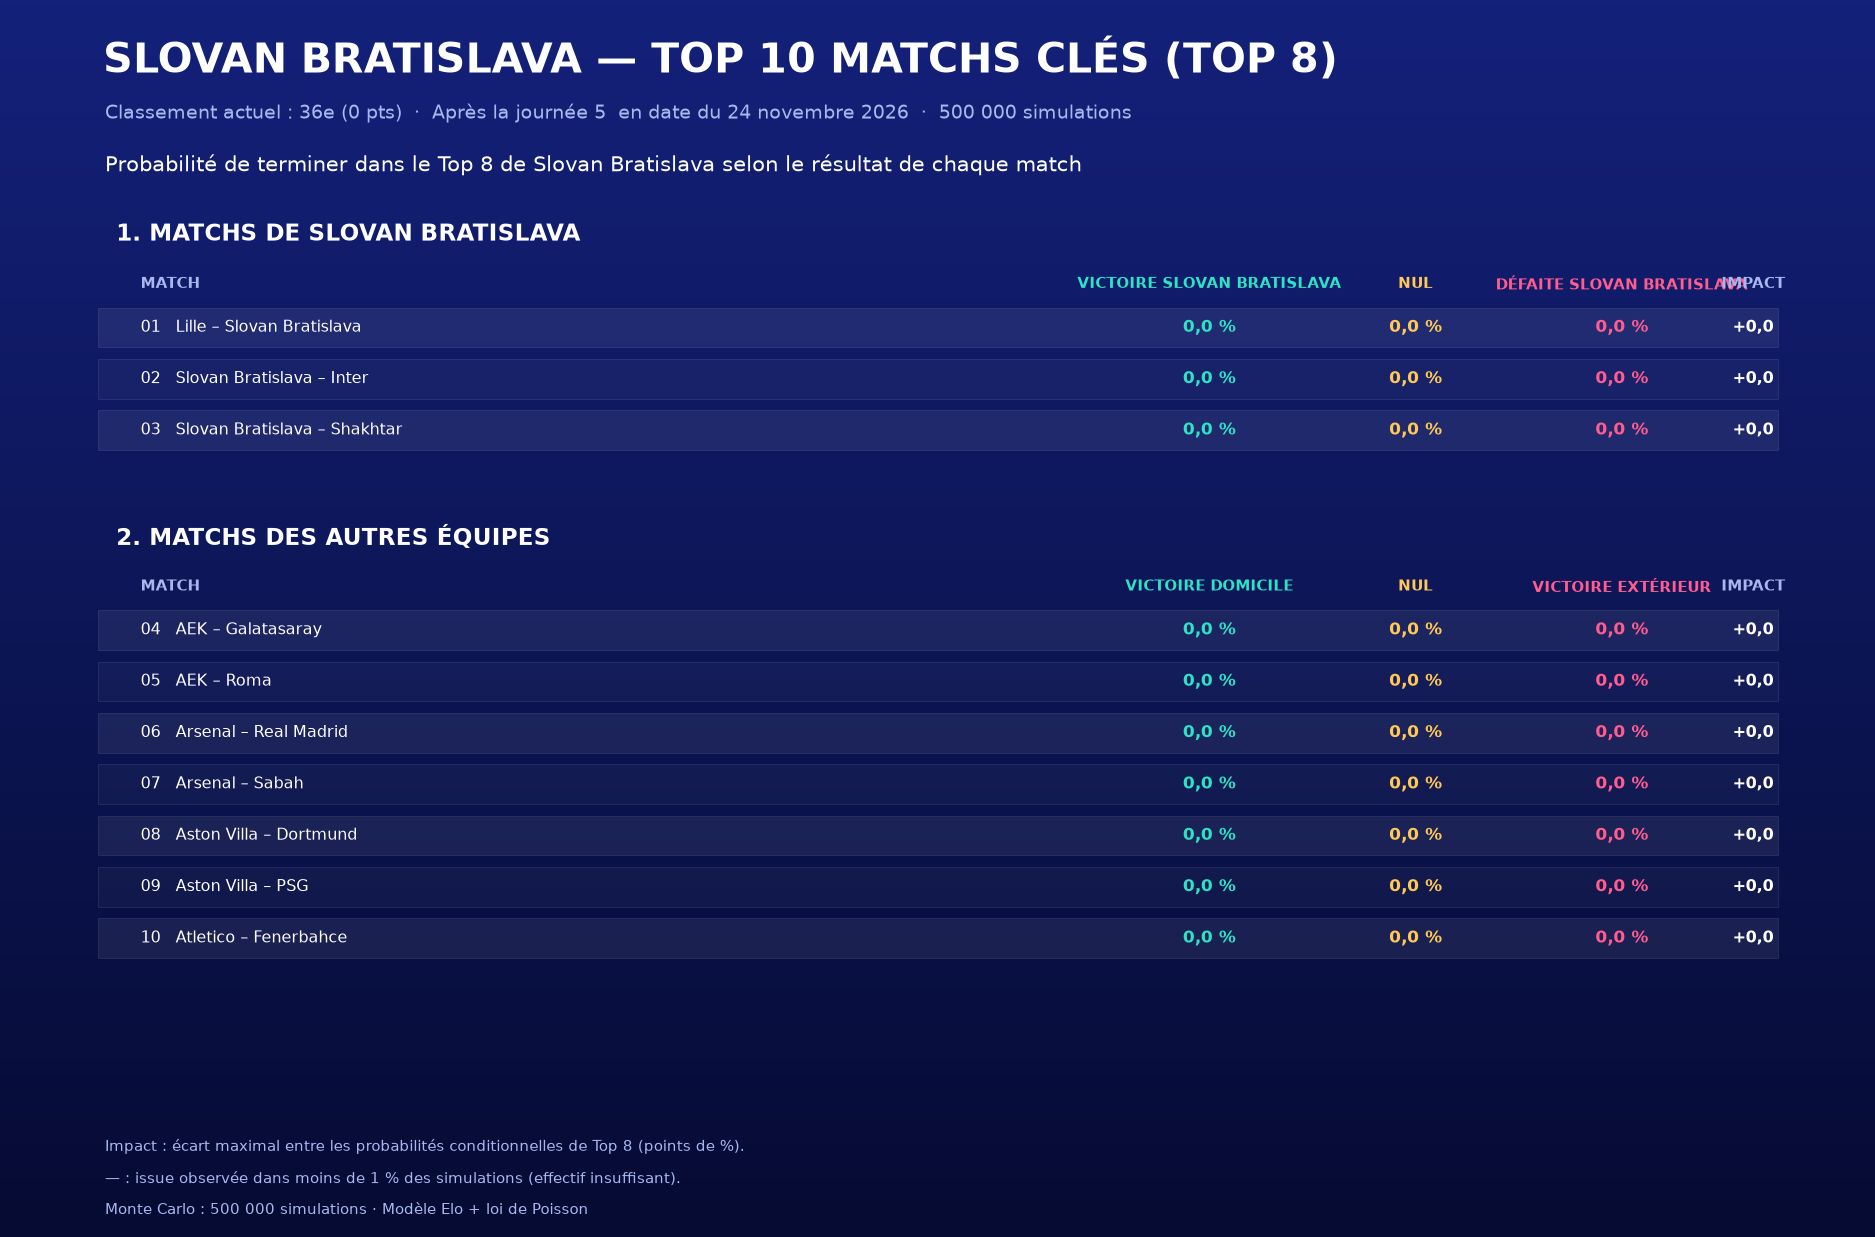 SLOVAN BRATISLAVA — TOP 10 MATCHS CLÉS (TOP 8)
Classement actuel : 36e (0 pts)  ·  Après la journée 5  en date du 24 novembre 2026  ·  500 000 simulations
Probabilité de terminer dans le Top 8 de Slovan Bratislava selon le résultat de chaque match
1. MATCHS DE SLOVAN BRATISLAVA
MATCH VICTOIRE SLOVAN BRATISLAVA NUL DÉFAITE SLOVAN BRATISLAVA IMPACT
01 Lille – Slovan Bratislava 0,0 % 0,0 % 0,0 % +0,0
02 Slovan Bratislava – Inter 0,0 % 0,0 % 0,0 % +0,0
03 Slovan Bratislava – Shakhtar 0,0 % 0,0 % 0,0 % +0,0
2. MATCHS DES AUTRES ÉQUIPES
MATCH VICTOIRE DOMICILE NUL VICTOIRE EXTÉRIEUR IMPACT
04 AEK – Galatasaray 0,0 % 0,0 % 0,0 % +0,0
05 AEK – Roma 0,0 % 0,0 % 0,0 % +0,0
06 Arsenal – Real Madrid 0,0 % 0,0 % 0,0 % +0,0
07 Arsenal – Sabah 0,0 % 0,0 % 0,0 % +0,0
08 Aston Villa – Dortmund 0,0 % 0,0 % 0,0 % +0,0
09 Aston Villa – PSG 0,0 % 0,0 % 0,0 % +0,0
10 Atletico – Fenerbahce 0,0 % 0,0 % 0,0 % +0,0
Impact : écart maximal entre les probabilités conditionnelles de Top 8 (points de %).
— : issue observée dans moins de 1 % des simulations (effectif insuffisant).
Monte Carlo : 500 000 simulations · Modèle Elo + loi de Poisson